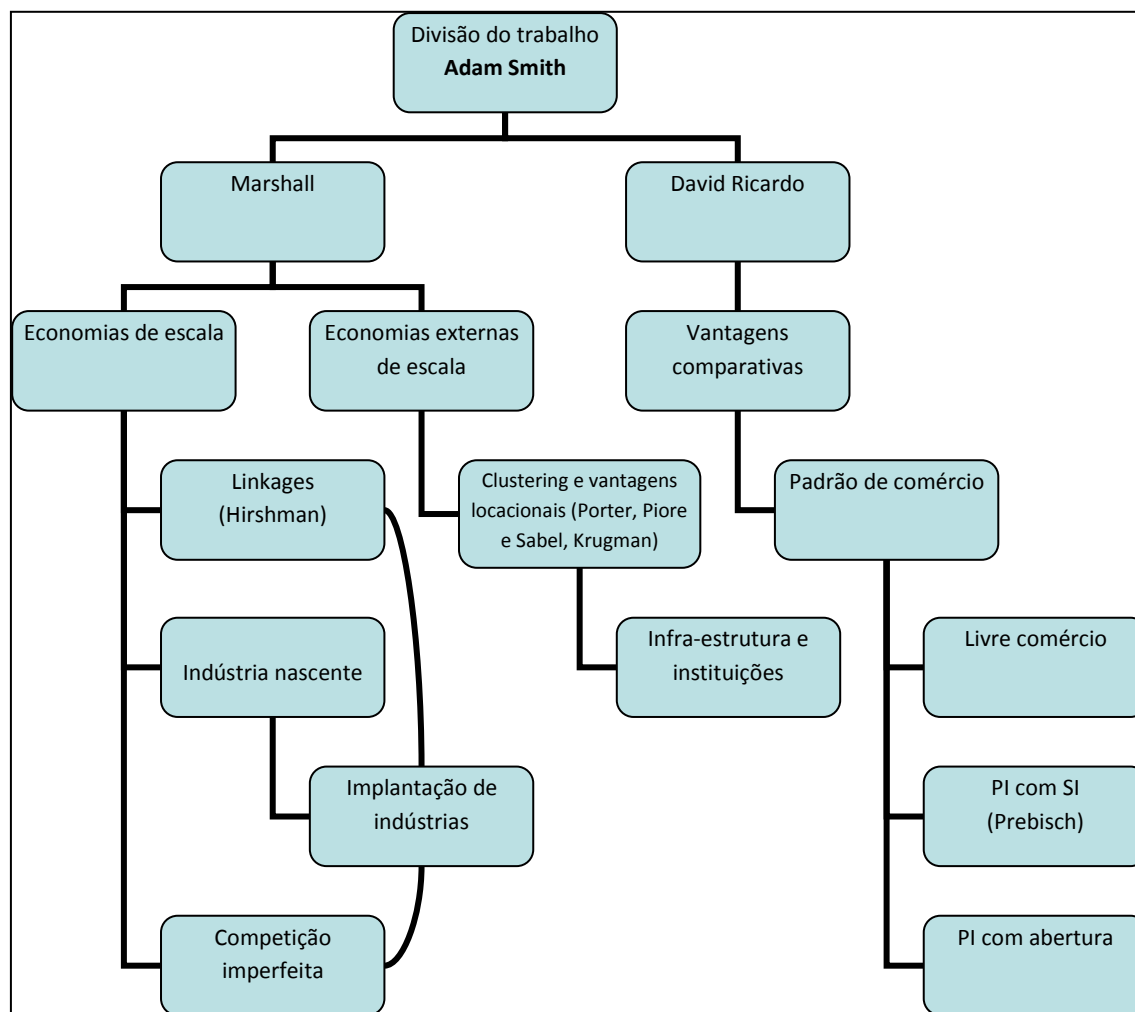 Divisão do trabalho
Adam Smith
Marshall
David Ricardo
Economias de escala
Economias externas
de escala
Vantagens
comparativas
Linkages
(Hirshman)
Clustering e vantagens
locacionais (Porter, Piore
e Sabel, Krugman)
Padrão de comércio
Indústria nascente
Infra-estrutura e
instituições
Livre comércio
Implantação de
indústrias
PI com SI
(Prebisch)
Competição
imperfeita
PI com abertura